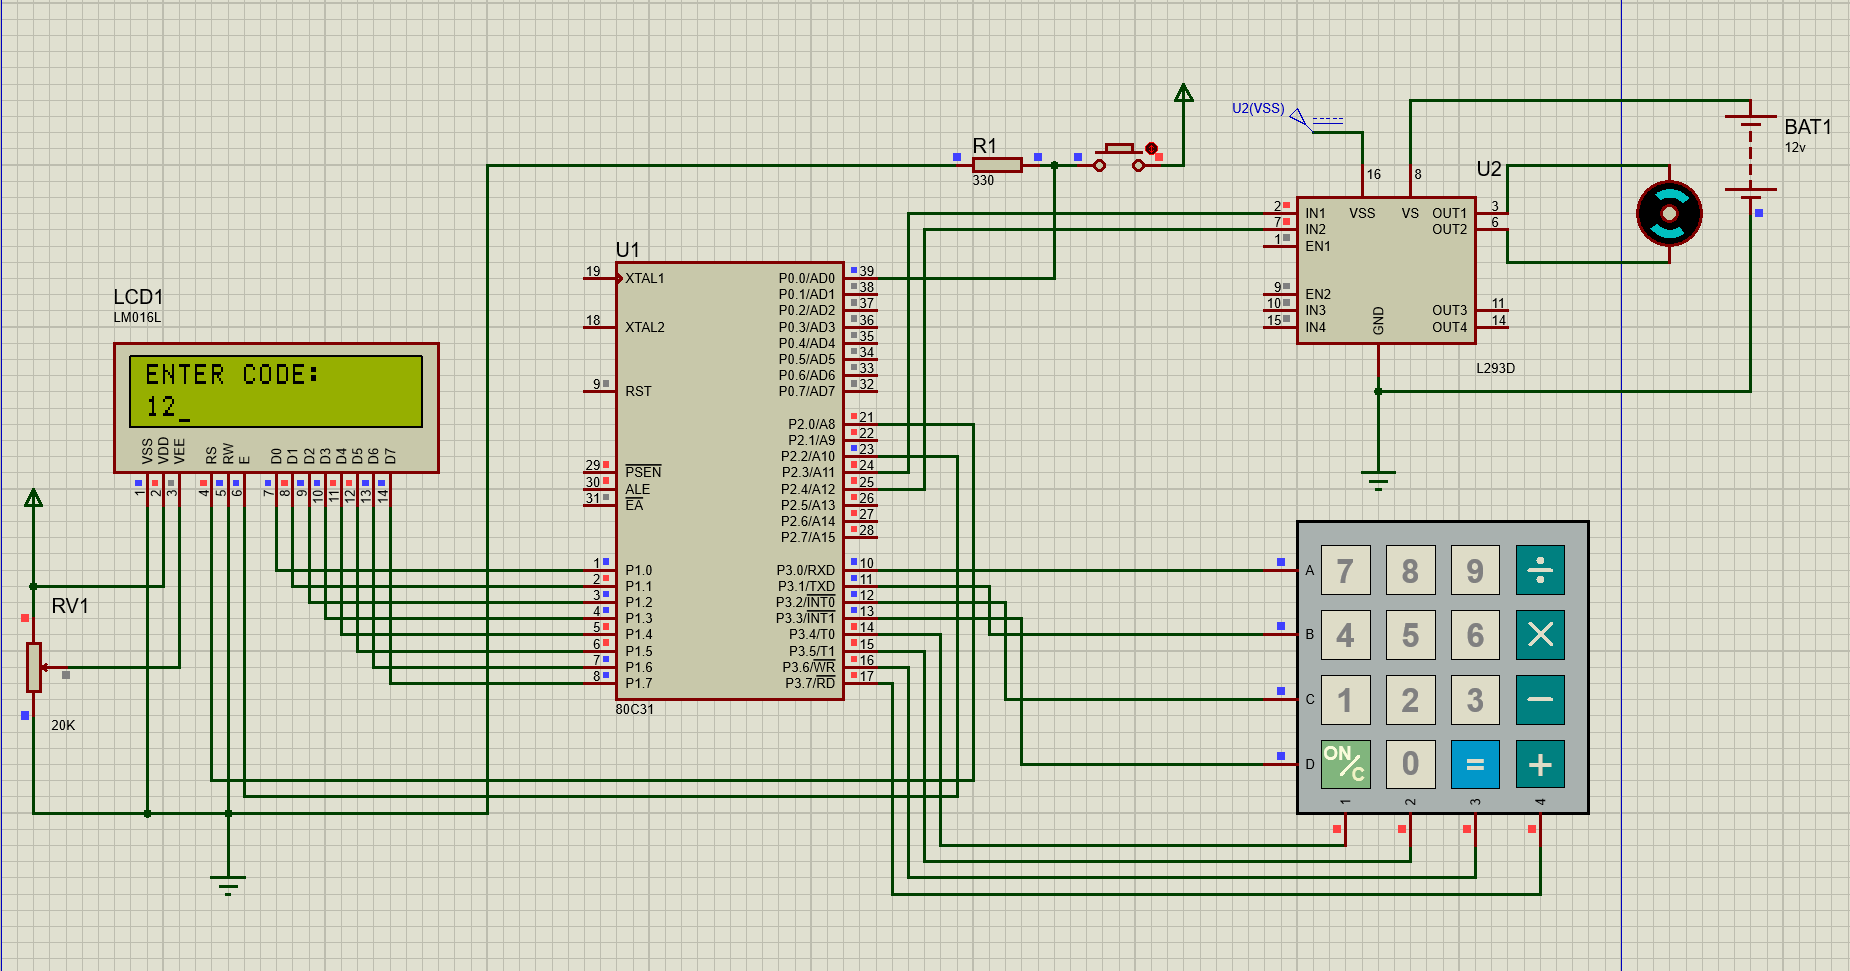 U2(VSS)
BAT1
12v
R1
330
U2
16
8
2
IN1
VSS
VS
OUT1
3
7
IN2
OUT2
6
1
EN1
9
EN2
10
IN3
OUT3
11
15
IN4
OUT4
14
GND
L293D
U1
19
XTAL1
P0.0/AD0
39
P0.1/AD1
38
P0.2/AD2
37
18
XTAL2
P0.3/AD3
36
P0.4/AD4
35
P0.5/AD5
34
P0.6/AD6
33
9
RST
P0.7/AD7
32
P2.0/A8
21
P2.1/A9
22
P2.2/A10
23
29
PSEN
P2.3/A11
24
30
ALE
P2.4/A12
25
31
EA
P2.5/A13
26
P2.6/A14
27
P2.7/A15
28
1
P1.0
P3.0/RXD
10
2
P1.1
P3.1/TXD
11
3
P1.2
P3.2/INT0
12
4
P1.3
P3.3/INT1
13
5
P1.4
P3.4/T0
14
6
P1.5
P3.5/T1
15
7
P1.6
P3.6/WR
16
8
P1.7
P3.7/RD
17
80C31
LCD1
LM016L
ENTER CODE:
12_
VSS
VDD
VEE
RS
RW
E
D0
D1
D2
D3
D4
D5
D6
D7
1
2
3
4
5
6
7
8
9
10
11
12
13
14
RV1
20K
A
7
8
9
÷
B
4
5
6
×
C
1
2
3
−
D
ON/C
0
=
+
1
2
3
4